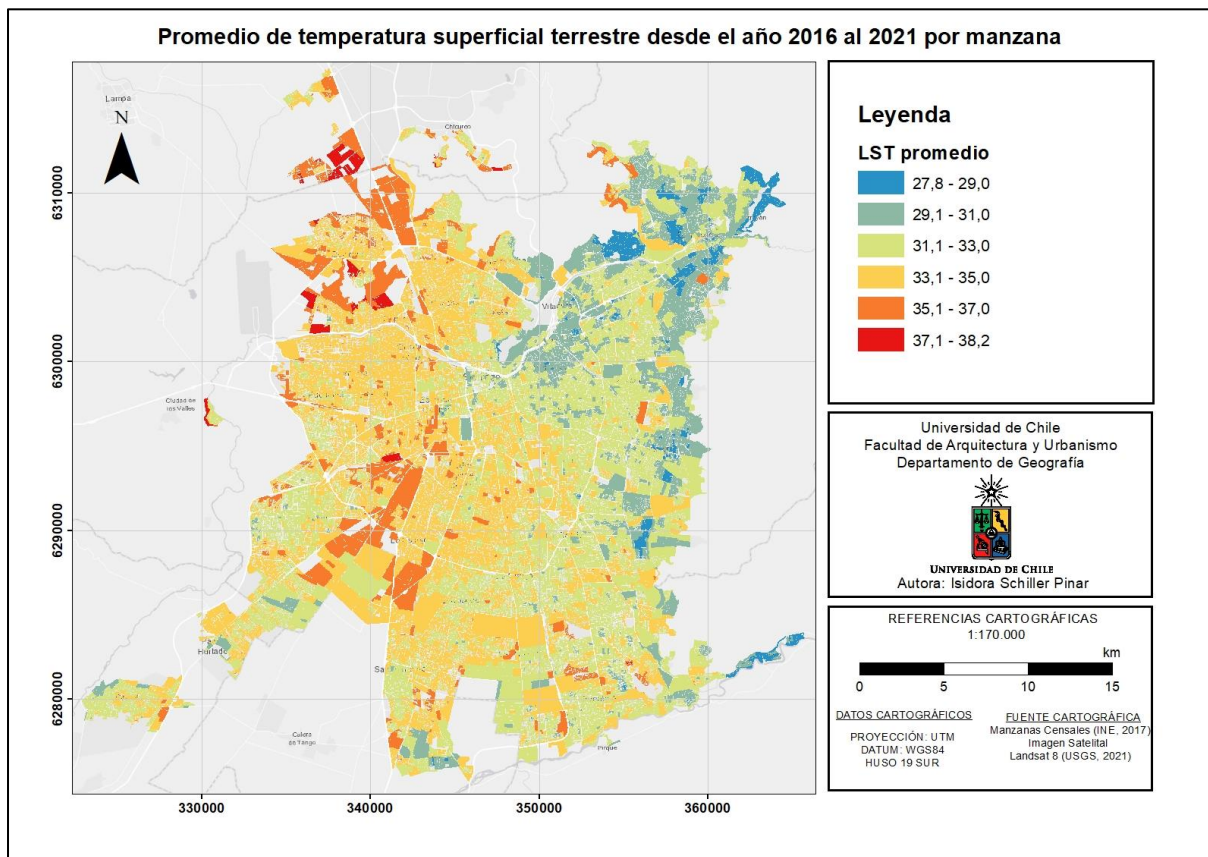 Promedio de temperatura superficial terrestre desde el año 2016 al 2021 por manzana
Lampa
N
Chicureo
6310000
6300000
6290000
6280000
Ciudad de
los Valles
Hurtado
Calera
de Tango
Pirque
330000
340000
350000
360000
Leyenda
LST promedio
27,8 - 29,0
29,1 - 31,0
31,1 - 33,0
33,1 - 35,0
35,1 - 37,0
37,1 - 38,2
Universidad de Chile
Facultad de Arquitectura y Urbanismo
Departamento de Geografía
UNIVERSIDAD DE CHILE
Autora: Isidora Schiller Pinar
REFERENCIAS CARTOGRÁFICAS
1:170.000
km
0 5 10 15
DATOS CARTOGRÁFICOS
PROYECCIÓN: UTM
DATUM: WGS84
HUSO 19 SUR
FUENTE CARTOGRÁFICA
Manzanas Censales (INE, 2017)
Imagen Satelital
Landsat 8 (USGS, 2021)